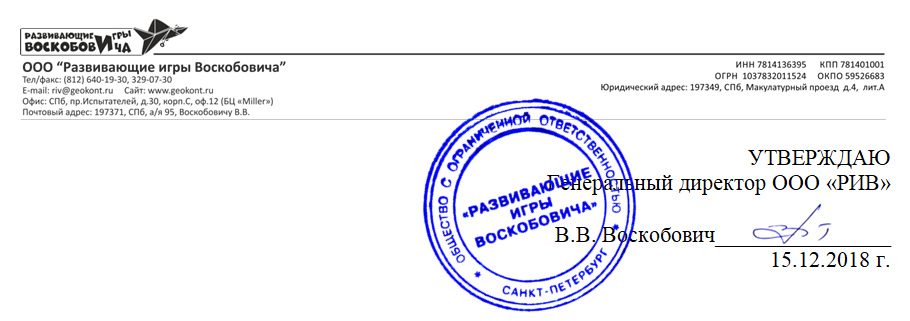 РАЗВИВАЮЩИЕ ИГРЫ
ВОСКОБОВИЧА
ООО “Развивающие игры Воскобовича”
Тел/факс: (812) 640-19-30, 329-07-30
E-mail: riv@geokont.ru Сайт: www.geokont.ru
Офис: СПб, пр.Испытателей, д.30, корп.С, оф.12 (БЦ «Miller»)
Почтовый адрес: 197371, СПб, а/я 95, Воскобовичу В.В.
ИНН 7814136395 КПП 781401001
ОГРН 1037832011524 ОКПО 59526683
Юридический адрес: 197349, СПб, Макулатурный проезд д.4, лит.А
УТВЕРЖДАЮ
Генеральный директор ООО «РИВ»
В.В. Воскобович
15.12.2018 г.
ОБЩЕСТВО С ОГРАНИЧЕННОЙ ОТВЕТСТВЕННОСТЬЮ
* САНКТ-ПЕТЕРБУРГ *
«РАЗВИВАЮЩИЕ
ИГРЫ
ВОСКОБОВИЧА»